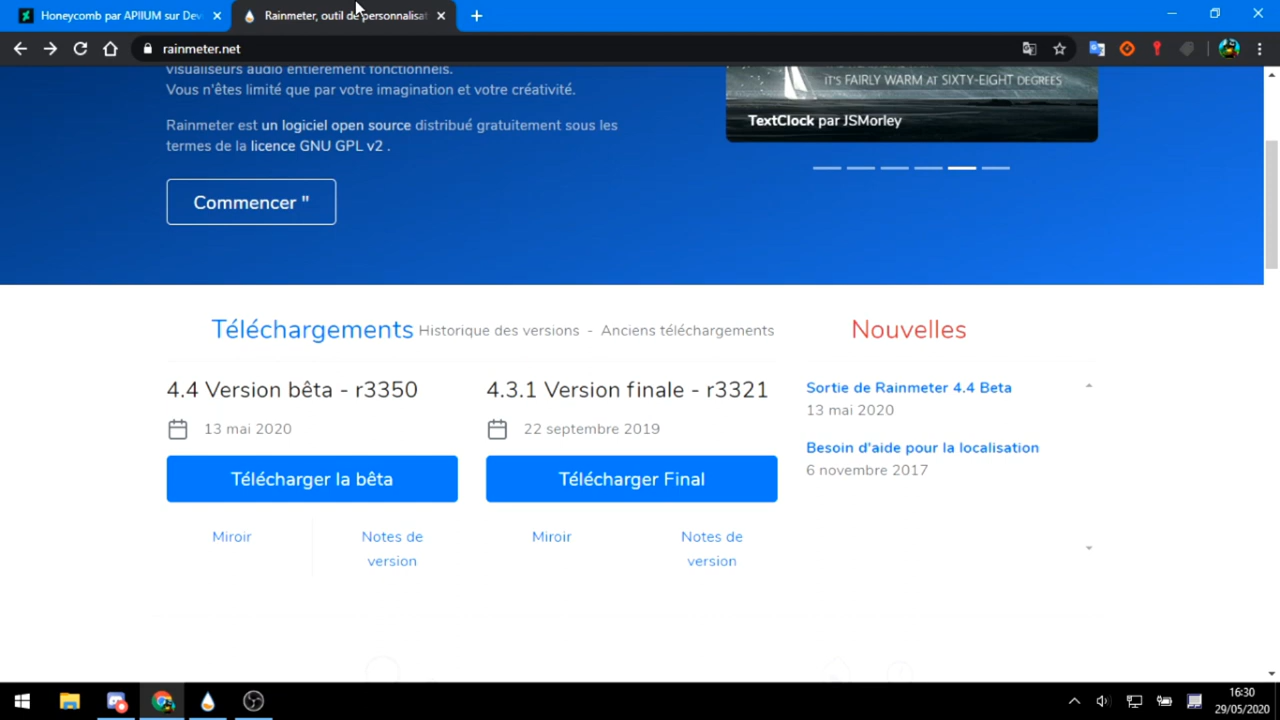 Honeycomb par APIIUM sur Dev
Rainmeter, outil de personnalisat
rainmeter.net
visualiseurs audio entièrement fonctionnels.
Vous n'êtes limité que par votre imagination et votre créativité.
Rainmeter est un logiciel open source distribué gratuitement sous les
termes de la licence GNU GPL v2 .
Commencer "
IT'S FAIRLY WARM AT SIXTY-EIGHT DEGREES
TextClock par JSMorley
Téléchargements Historique des versions - Anciens téléchargements
Nouvelles
4.4 Version bêta - r3350
13 mai 2020
Télécharger la bêta
Miroir
Notes de
version
4.3.1 Version finale - r3321
22 septembre 2019
Télécharger Final
Miroir
Notes de
version
Sortie de Rainmeter 4.4 Beta
13 mai 2020
Besoin d'aide pour la localisation
6 novembre 2017
16:30
29/05/2020